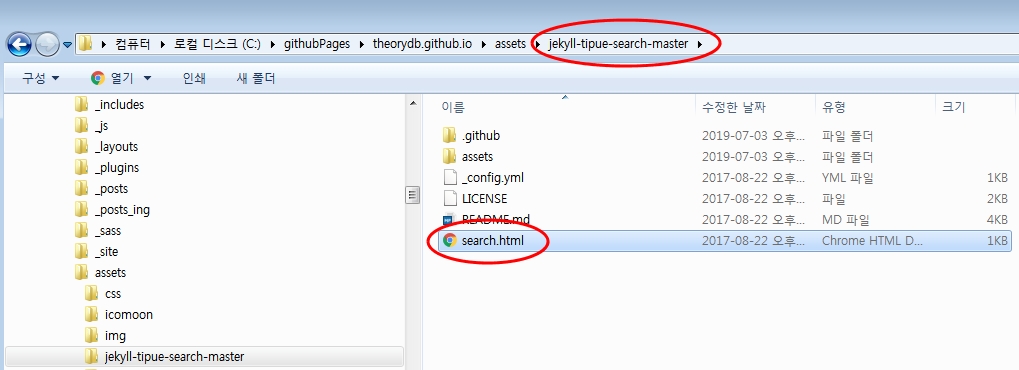 컴퓨터 ▸ 로컬 디스크 (C:) ▸ githubPages ▸ theorydb.github.io ▸ assets ▸ jekyll-tipue-search-master ▸
구성 열기 인쇄 새 폴더
_includes
_js
_layouts
_plugins
_posts
_posts_ing
_sass
_site
assets
css
icomoon
img
jekyll-tipue-search-master
이름 수정한 날짜 유형 크기
.github 2019-07-03 오후... 파일 폴더
assets 2019-07-03 오후... 파일 폴더
_config.yml 2017-08-22 오후... YML 파일 1KB
LICENSE 2017-08-22 오후... 파일 2KB
README.md 2017-08-22 오후... MD 파일 4KB
search.html 2017-08-22 오후... Chrome HTML D... 1KB